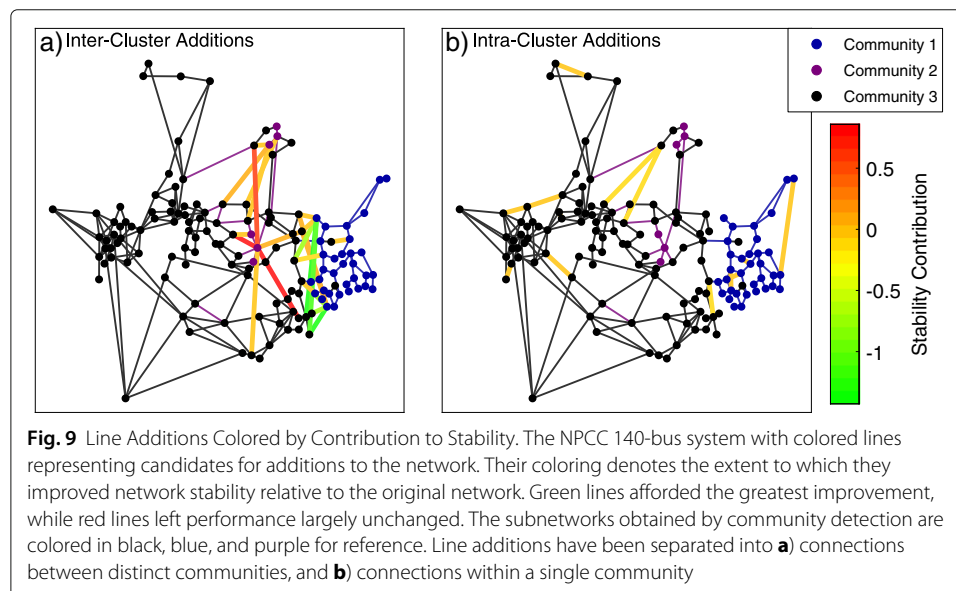 a) Inter-Cluster Additions
b) Intra-Cluster Additions
Community 1
Community 2
Community 3
0.5
0
-0.5
-1
Stability Contribution
Fig. 9 Line Additions Colored by Contribution to Stability. The NPCC 140-bus system with colored lines
representing candidates for additions to the network. Their coloring denotes the extent to which they
improved network stability relative to the original network. Green lines afforded the greatest improvement,
while red lines left performance largely unchanged. The subnetworks obtained by community detection are
colored in black, blue, and purple for reference. Line additions have been separated into a) connections
between distinct communities, and b) connections within a single community